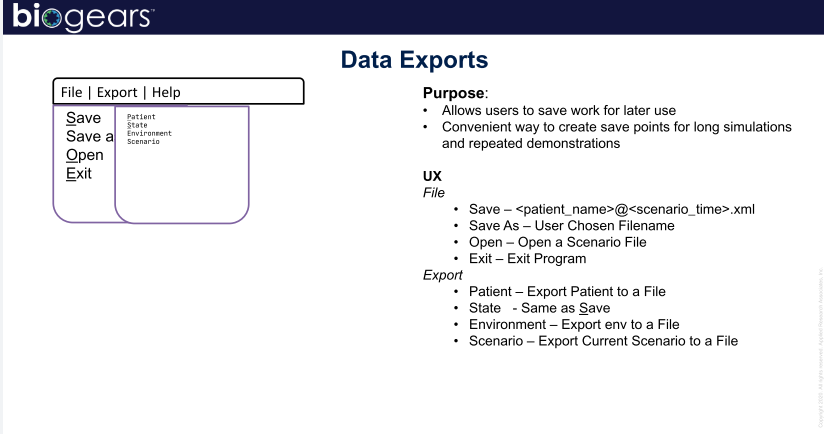 biogears™
Data Exports
File | Export | Help
Save
Save a
Open
Exit
Patient
State
Environment
Scenario
Purpose:
• Allows users to save work for later use
• Convenient way to create save points for long simulations
and repeated demonstrations
UX
File
• Save – <patient_name>@<scenario_time>.xml
• Save As – User Chosen Filename
• Open – Open a Scenario File
• Exit – Exit Program
Export
• Patient – Export Patient to a File
• State - Same as Save
• Environment – Export env to a File
• Scenario – Export Current Scenario to a File